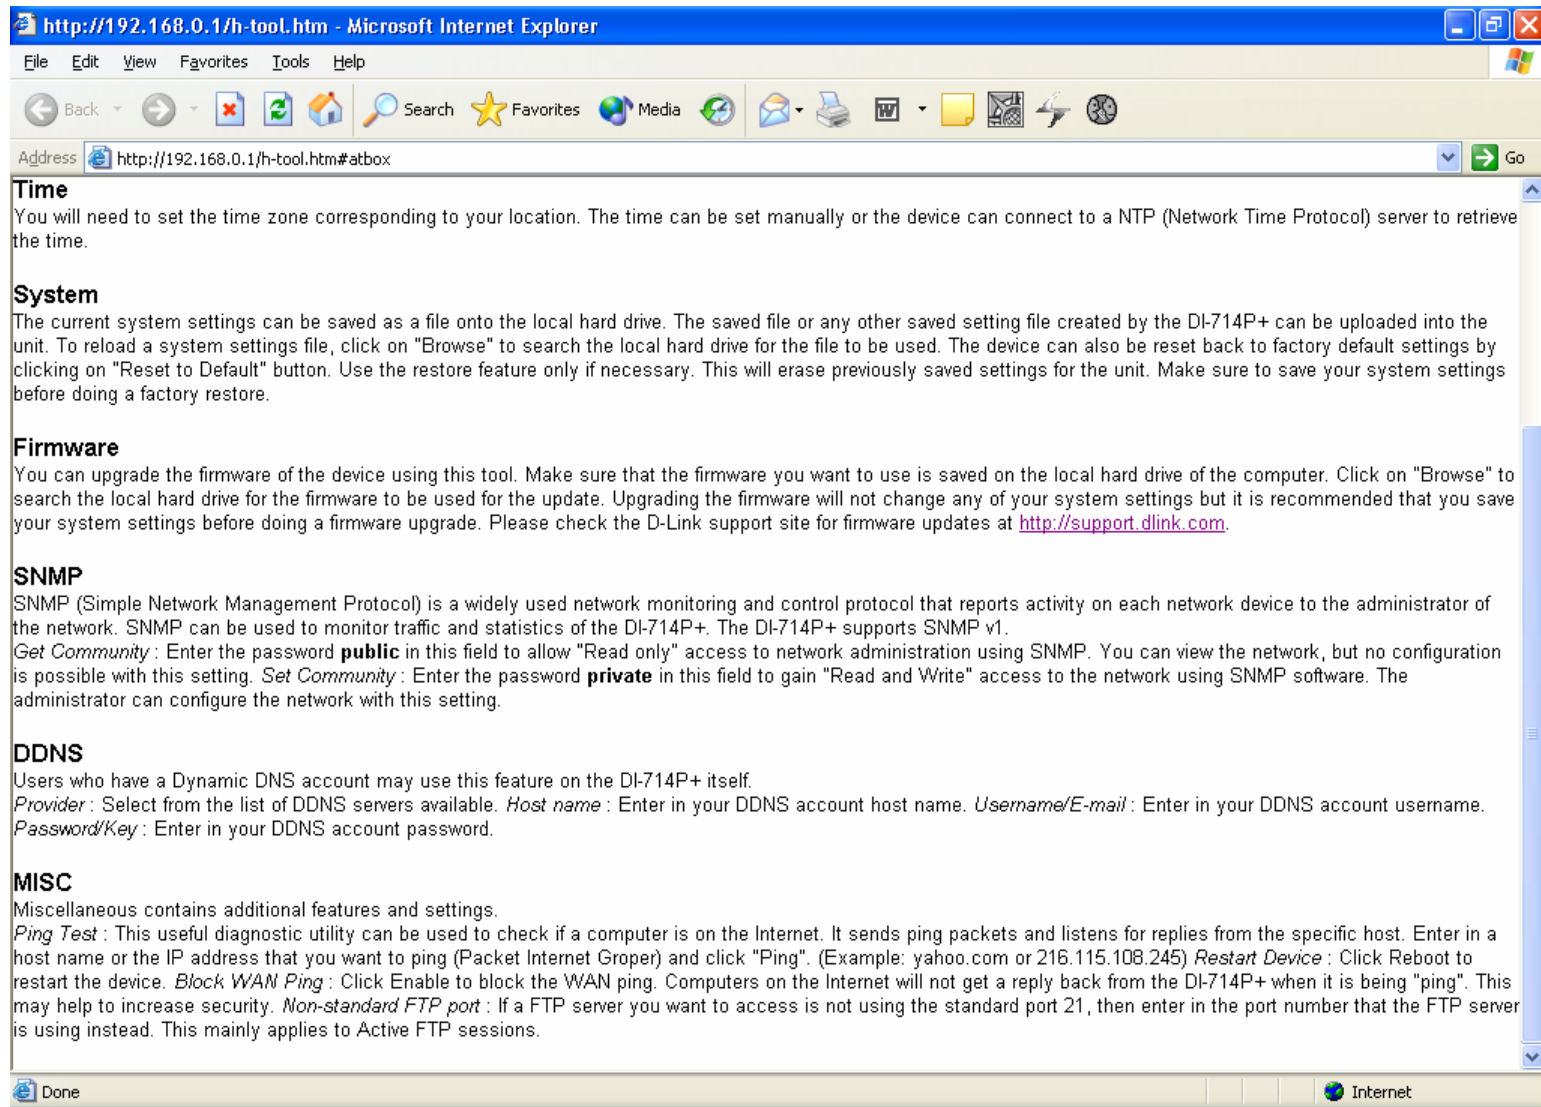 http://192.168.0.1/h-tool.htm - Microsoft Internet Explorer
File Edit View Favorites Tools Help
Back Search Favorites Media
Address http://192.168.0.1/h-tool.htm#atbox Go
Time
You will need to set the time zone corresponding to your location. The time can be set manually or the device can connect to a NTP (Network Time Protocol) server to retrieve
the time.
System
The current system settings can be saved as a file onto the local hard drive. The saved file or any other saved setting file created by the DI-714P+ can be uploaded into the
unit. To reload a system settings file, click on "Browse" to search the local hard drive for the file to be used. The device can also be reset back to factory default settings by
clicking on "Reset to Default" button. Use the restore feature only if necessary. This will erase previously saved settings for the unit. Make sure to save your system settings
before doing a factory restore.
Firmware
You can upgrade the firmware of the device using this tool. Make sure that the firmware you want to use is saved on the local hard drive of the computer. Click on "Browse" to
search the local hard drive for the firmware to be used for the update. Upgrading the firmware will not change any of your system settings but it is recommended that you save
your system settings before doing a firmware upgrade. Please check the D-Link support site for firmware updates at http://support.dlink.com.
SNMP
SNMP (Simple Network Management Protocol) is a widely used network monitoring and control protocol that reports activity on each network device to the administrator of
the network. SNMP can be used to monitor traffic and statistics of the DI-714P+. The DI-714P+ supports SNMP v1.
Get Community : Enter the password public in this field to allow "Read only" access to network administration using SNMP. You can view the network, but no configuration
is possible with this setting. Set Community : Enter the password private in this field to gain "Read and Write" access to the network using SNMP software. The
administrator can configure the network with this setting.
DDNS
Users who have a Dynamic DNS account may use this feature on the DI-714P+ itself.
Provider : Select from the list of DDNS servers available. Host name : Enter in your DDNS account host name. Username/E-mail : Enter in your DDNS account username.
Password/Key : Enter in your DDNS account password.
MISC
Miscellaneous contains additional features and settings.
Ping Test : This useful diagnostic utility can be used to check if a computer is on the Internet. It sends ping packets and listens for replies from the specific host. Enter in a
host name or the IP address that you want to ping (Packet Internet Groper) and click "Ping". (Example: yahoo.com or 216.115.108.245) Restart Device : Click Reboot to
restart the device. Block WAN Ping : Click Enable to block the WAN ping. Computers on the Internet will not get a reply back from the DI-714P+ when it is being "ping". This
may help to increase security. Non-standard FTP port : If a FTP server you want to access is not using the standard port 21, then enter in the port number that the FTP server
is using instead. This mainly applies to Active FTP sessions.
Done Internet